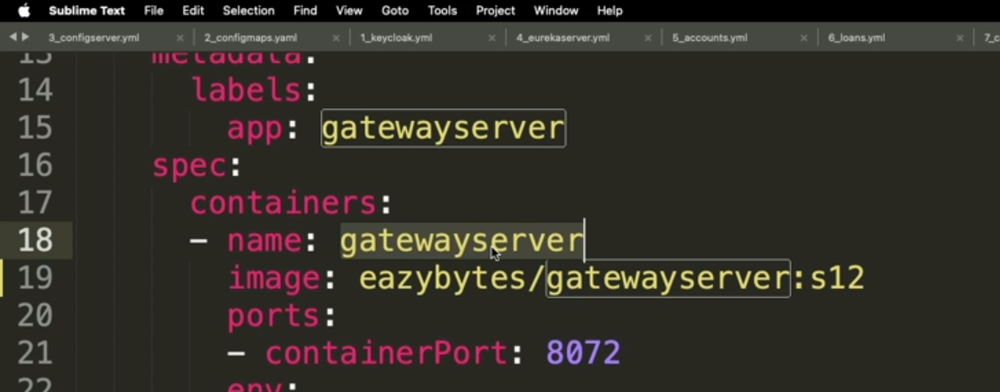 Sublime Text File Edit Selection Find View Goto Tools Project Window Help
3_configserver.yml × 2_configmaps.yaml × 1_keycloak.yml × 4_eurekaserver.yml × 5_accounts.yml × 6_loans.yml × 7_c
13 metadata:
14 labels:
15 app: gatewayserver
16 spec:
17 containers:
18 - name: gatewayserver
19 image: eazybytes/gatewayserver:s12
20 ports:
21 - containerPort: 8072
22 env: